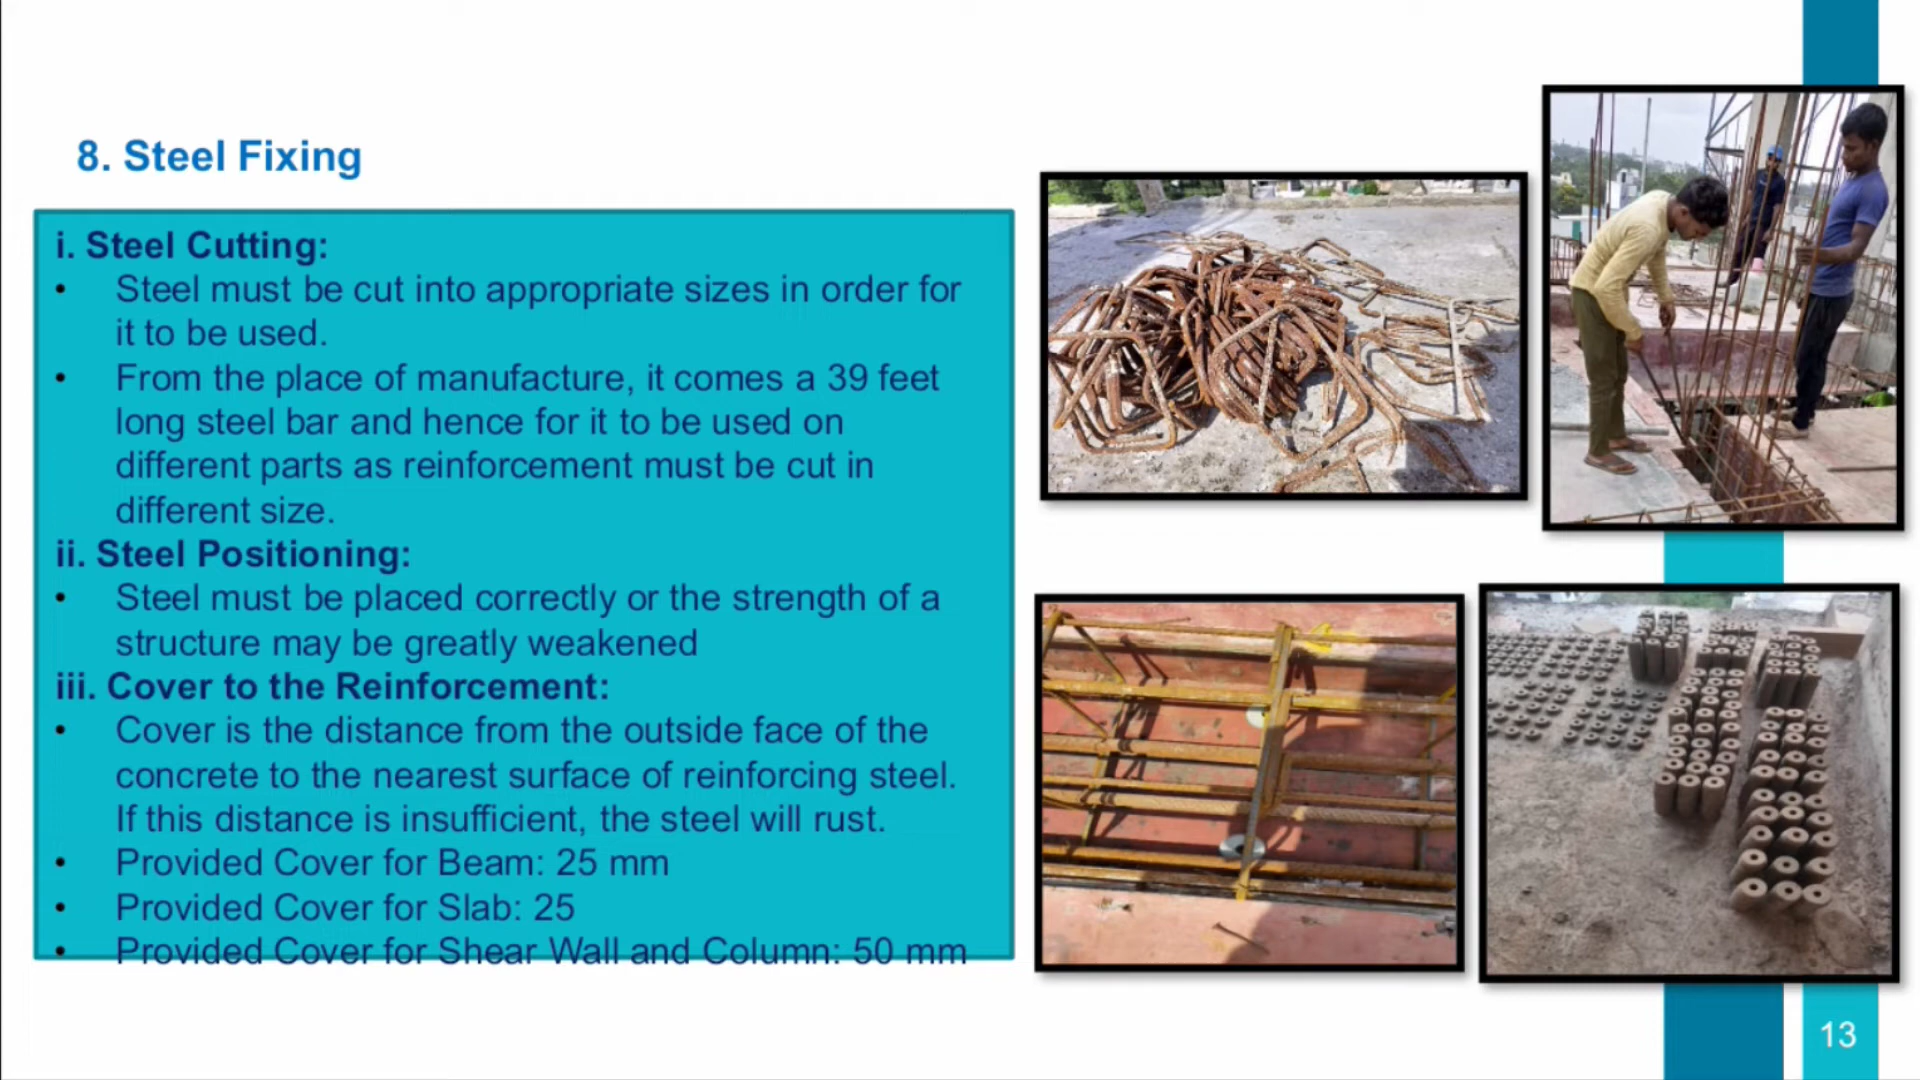 8. Steel Fixing
i. Steel Cutting:
• Steel must be cut into appropriate sizes in order for
it to be used.
• From the place of manufacture, it comes a 39 feet
long steel bar and hence for it to be used on
different parts as reinforcement must be cut in
different size.
ii. Steel Positioning:
• Steel must be placed correctly or the strength of a
structure may be greatly weakened
iii. Cover to the Reinforcement:
• Cover is the distance from the outside face of the
concrete to the nearest surface of reinforcing steel.
If this distance is insufficient, the steel will rust.
• Provided Cover for Beam: 25 mm
• Provided Cover for Slab: 25
• Provided Cover for Shear Wall and Column: 50 mm
13